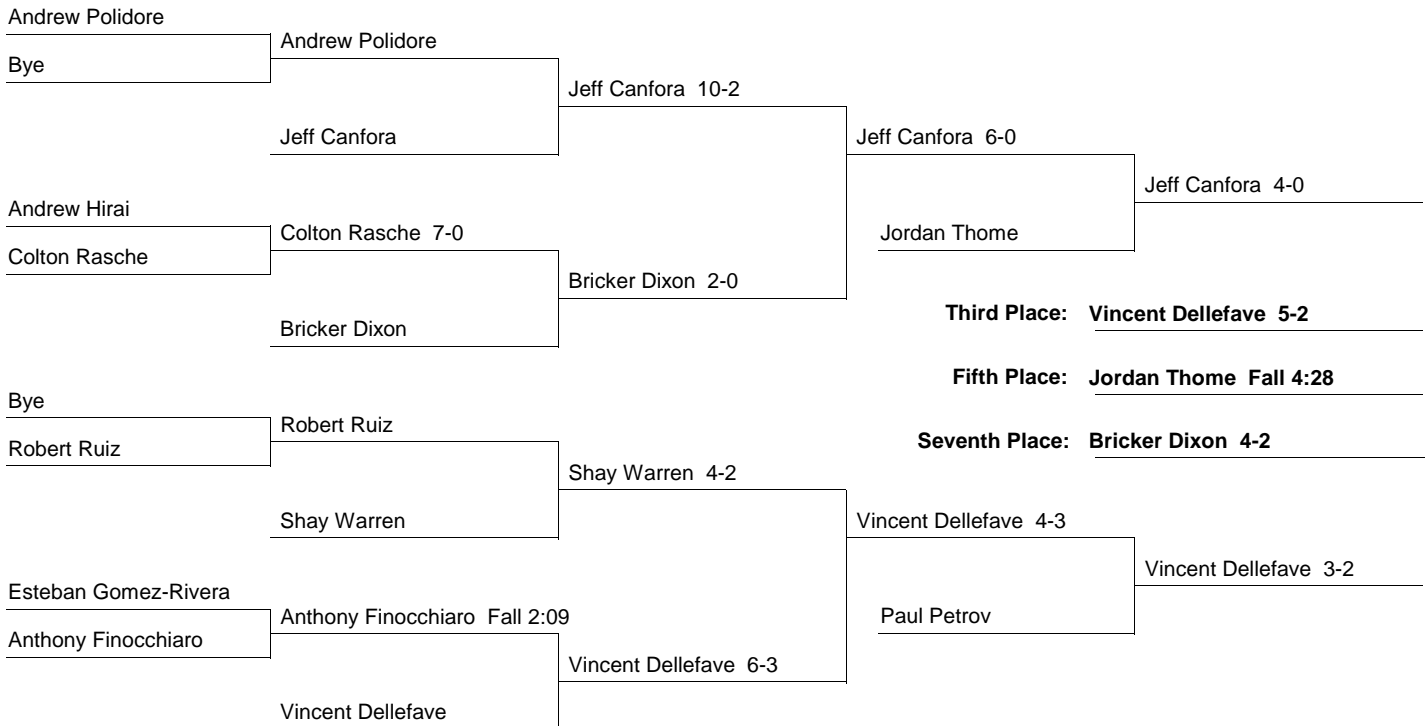 Andrew Polidore
Andrew Polidore
Bye
Jeff Canfora 10-2
Jeff Canfora
Jeff Canfora 6-0
Jeff Canfora 4-0
Andrew Hirai
Colton Rasche 7-0
Jordan Thome
Colton Rasche
Bricker Dixon 2-0
Third Place: Vincent Dellefave 5-2
Bricker Dixon
Fifth Place: Jordan Thome Fall 4:28
Bye
Robert Ruiz
Seventh Place: Bricker Dixon 4-2
Robert Ruiz
Shay Warren 4-2
Shay Warren
Vincent Dellefave 4-3
Vincent Dellefave 3-2
Esteban Gomez-Rivera
Anthony Finocchiaro Fall 2:09
Paul Petrov
Anthony Finocchiaro
Vincent Dellefave 6-3
Vincent Dellefave